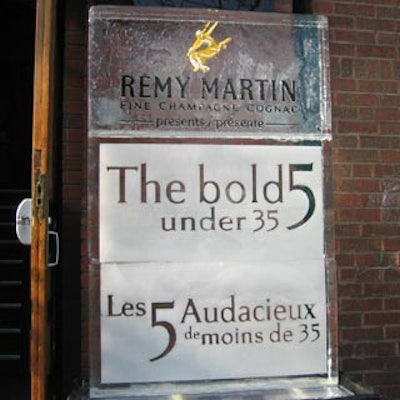 RÉMY MARTIN
FINE CHAMPAGNE COGNAC
presents / présente
The bold 5
under 35
Les 5 Audacieux
de moins de 35